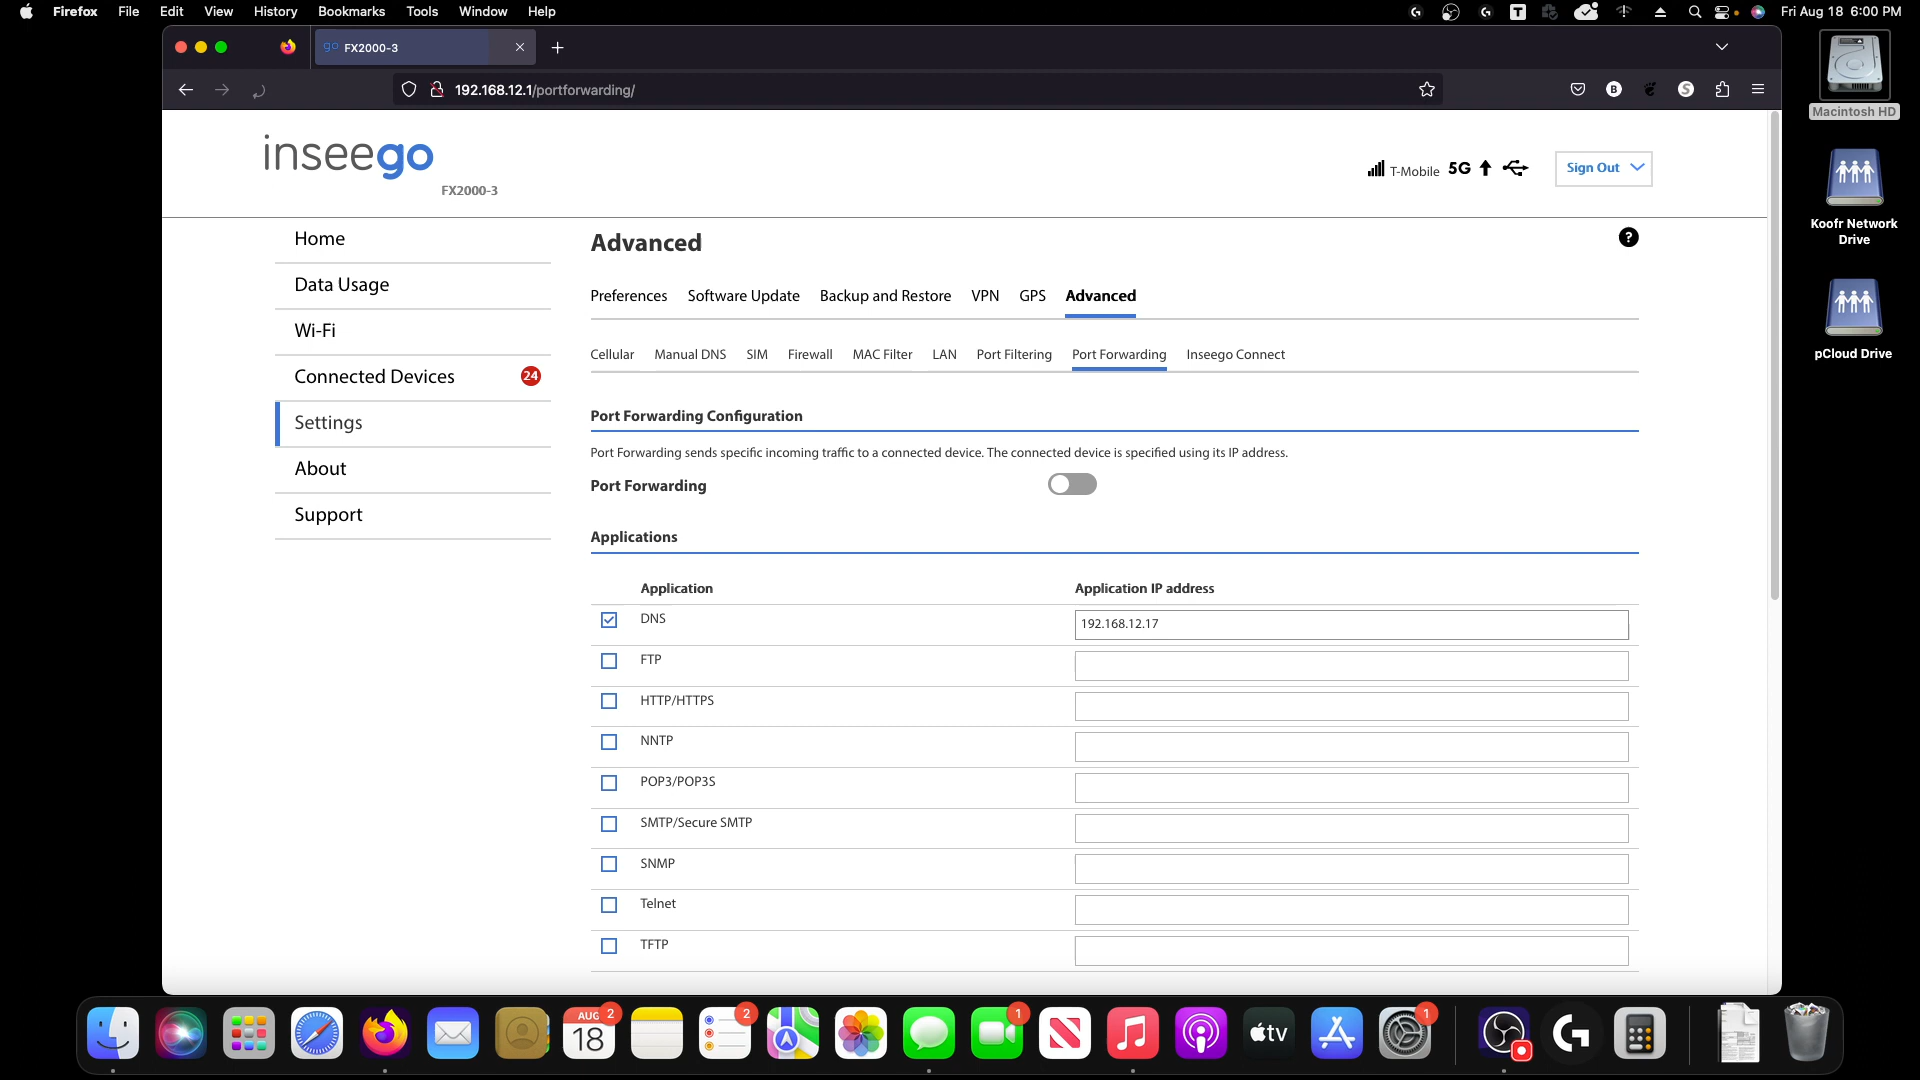 Firefox File Edit View History Bookmarks Tools Window Help
Fri Aug 18 6:00 PM
go FX2000-3
192.168.12.1/portforwarding/
B
S
T
Macintosh HD
Koofr Network
Drive
pCloud Drive
inseego
FX2000-3
T-Mobile 5G
Sign Out
Home
Data Usage
Wi-Fi
Connected Devices 24
Settings
About
Support
Advanced
?
Preferences Software Update Backup and Restore VPN GPS Advanced
Cellular Manual DNS SIM Firewall MAC Filter LAN Port Filtering Port Forwarding Inseego Connect
Port Forwarding Configuration
Port Forwarding sends specific incoming traffic to a connected device. The connected device is specified using its IP address.
Port Forwarding
Applications
Application Application IP address
DNS 192.168.12.17
FTP
HTTP/HTTPS
NNTP
POP3/POP3S
SMTP/Secure SMTP
SNMP
Telnet
TFTP
AUG 2
18
2
1
tv
1